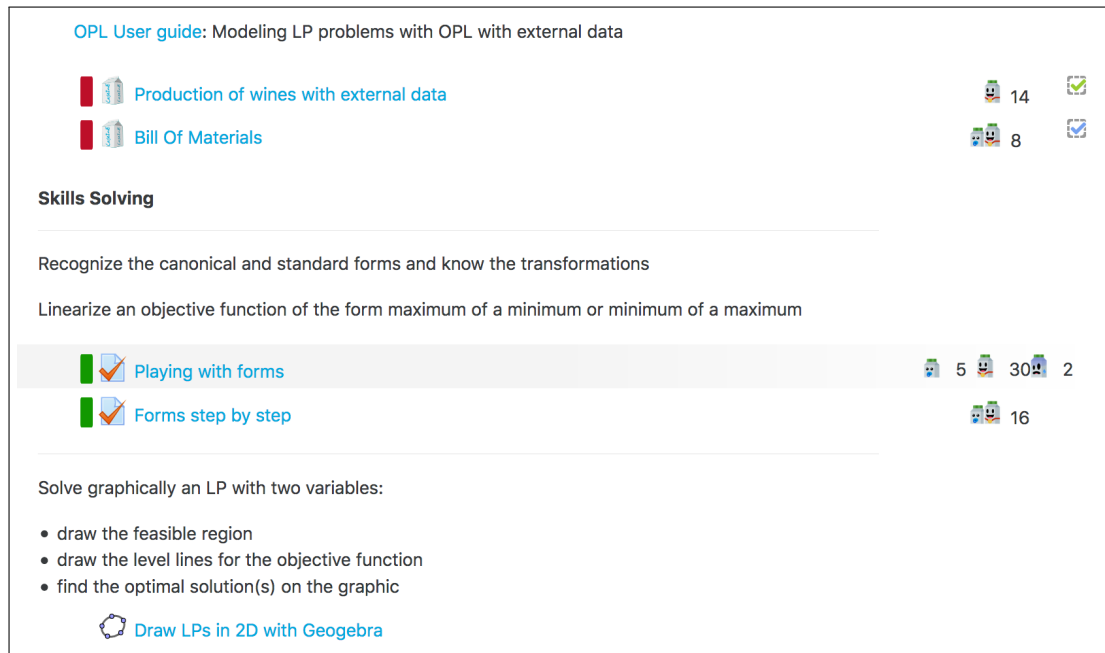 OPL User guide: Modeling LP problems with OPL with external data
Production of wines with external data 14
Bill Of Materials 8
Skills Solving
Recognize the canonical and standard forms and know the transformations
Linearize an objective function of the form maximum of a minimum or minimum of a maximum
Playing with forms 5 30 2
Forms step by step 16
Solve graphically an LP with two variables:
• draw the feasible region
• draw the level lines for the objective function
• find the optimal solution(s) on the graphic
Draw LPs in 2D with Geogebra